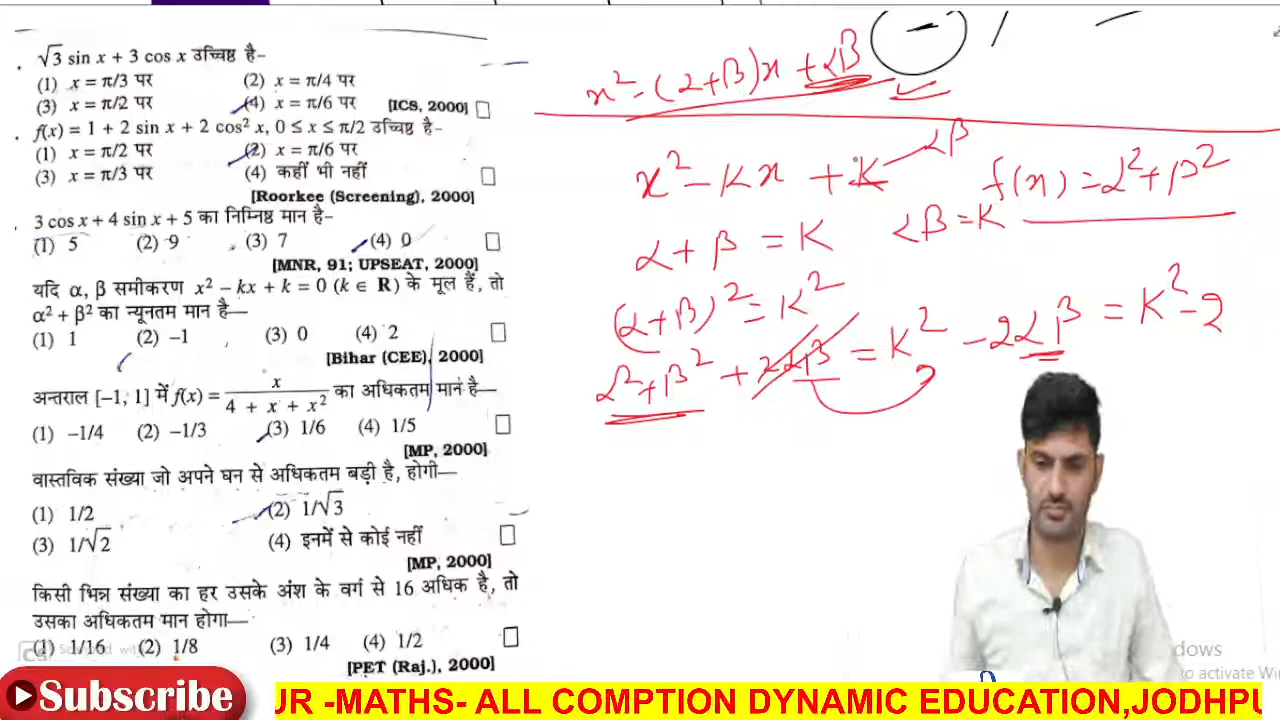 √3 sin x + 3 cos x उच्चिष्ठ है-
(1) x = π/3 पर (2) x = π/4 पर
(3) x = π/2 पर (4) x = π/6 पर [ICS, 2000]
f(x) = 1 + 2 sin x + 2 cos² x, 0 ≤ x ≤ π/2 उच्चिष्ठ है-
(1) x = π/2 पर (2) x = π/6 पर
(3) x = π/3 पर (4) कहीं भी नहीं
[Roorkee (Screening), 2000]
3 cos x + 4 sin x + 5 का निम्निष्ठ मान है-
(1) 5 (2) 9 (3) 7 (4) 0
[MNR, 91; UPSEAT, 2000]
यदि α, β समीकरण x² – kx + k = 0 (k ∈ R) के मूल हैं, तो
α² + β² का न्यूनतम मान है—
(1) 1 (2) –1 (3) 0 (4) 2
[Bihar (CEE), 2000]
अन्तराल [–1, 1] में f(x) = x / (4 + x + x²) का अधिकतम मान है—
(1) –1/4 (2) –1/3 (3) 1/6 (4) 1/5
[MP, 2000]
वास्तविक संख्या जो अपने घन से अधिकतम बड़ी है, होगी—
(1) 1/2 (2) 1/√3
(3) 1/√2 (4) इनमें से कोई नहीं
[MP, 2000]
किसी भिन्न संख्या का हर उसके अंश के वर्ग से 16 अधिक है, तो
उसका अधिकतम मान होगा—
(1) 1/16 (2) 1/8 (3) 1/4 (4) 1/2
[PET (Raj.), 2000]
x² – (α+β)x + αβ
x² – Kx + K αβ f(x) = α² + β²
α + β = K αβ = K
(α+β)² = K²
α² + β² + 2αβ = K² – 2αβ = K² – 2
Subscribe
UR -MATHS- ALL COMPTION DYNAMIC EDUCATION,JODHPU